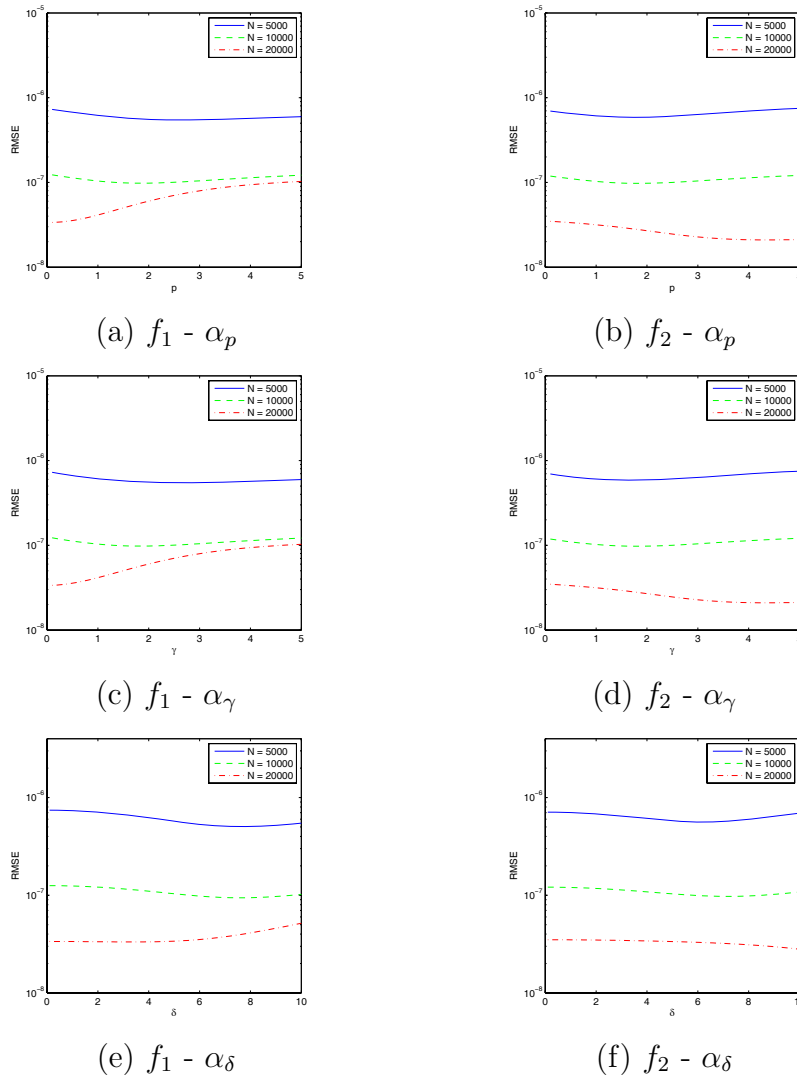 10⁻⁵
10⁻⁶
10⁻⁷
10⁻⁸
RMSE
N = 5000
N = 10000
N = 20000
0 1 2 3 4 5
p
(a) f₁ - αₚ
10⁻⁵
10⁻⁶
10⁻⁷
10⁻⁸
RMSE
N = 5000
N = 10000
N = 20000
0 1 2 3 4
p
(b) f₂ - αₚ
10⁻⁵
10⁻⁶
10⁻⁷
10⁻⁸
RMSE
N = 5000
N = 10000
N = 20000
0 1 2 3 4 5
γ
(c) f₁ - αᵧ
10⁻⁵
10⁻⁶
10⁻⁷
10⁻⁸
RMSE
N = 5000
N = 10000
N = 20000
0 1 2 3 4
γ
(d) f₂ - αᵧ
10⁻⁶
10⁻⁷
10⁻⁸
RMSE
N = 5000
N = 10000
N = 20000
0 2 4 6 8 10
δ
(e) f₁ - α_δ
10⁻⁶
10⁻⁷
10⁻⁸
RMSE
N = 5000
N = 10000
N = 20000
0 2 4 6 8
δ
(f) f₂ - α_δ